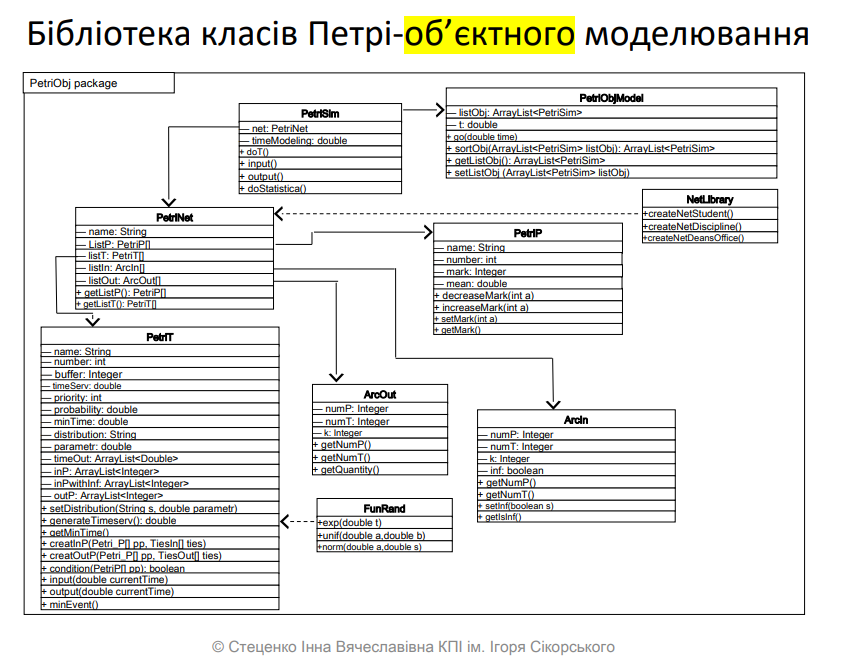 Бібліотека класів Петрі-об’єктного моделювання
PetriObj package
PetriSim
— net: PetriNet
— timeModeling: double
+ doT()
+ input()
+ output()
+ doStatistica()
PetriObjModel
— listObj: ArrayList<PetriSim>
— t: double
+ go(double time)
+ sortObj(ArrayList<PetriSim> listObj): ArrayList<PetriSim>
+ getListObj(): ArrayList<PetriSim>
+ setListObj (ArrayList<PetriSim> listObj)
NetLibrary
+createNetStudent()
+createNetDiscipline()
+createNetDeansOffice()
PetriNet
— name: String
— ListP: PetriP[]
— listT: PetriT[]
— listIn: ArcIn[]
— listOut: ArcOut[]
+ getListP(): PetriP[]
+ getListT(): PetriT[]
PetriP
— name: String
— number: int
— mark: Integer
— mean: double
+ decreaseMark(int a)
+ increaseMark(int a)
+ setMark(int a)
+ getMark()
PetriT
— name: String
— number: int
— buffer: Integer
— timeServ: double
— priority: int
— probability: double
— minTime: double
— distribution: String
— parametr: double
— timeOut: ArrayList<Double>
— inP: ArrayList<Integer>
— inPwithInf: ArrayList<Integer>
— outP: ArrayList<Integer>
+ setDistribution(String s, double parametr)
+ generateTimeserv(): double
+ getMinTime()
+ creatInP(Petri_P[] pp, TiesIn[] ties)
+ creatOutP(Petri_P[] pp, TiesOut[] ties)
+ condition(PetriP[] pp): boolean
+ input(double currentTime)
+ output(double currentTime)
+ minEvent()
ArcOut
— numP: Integer
— numT: Integer
— k: Integer
+ getNumP()
+ getNumT()
+ getQuantity()
ArcIn
— numP: Integer
— numT: Integer
— k: Integer
— inf: boolean
+ getNumP()
+ getNumT()
+ setInf(boolean s)
+ getIsInf()
FunRand
+exp(double t)
+unif(double a,double b)
+norm(double a,double s)
© Стеценко Інна Вячеславівна КПІ ім. Ігоря Сікорського